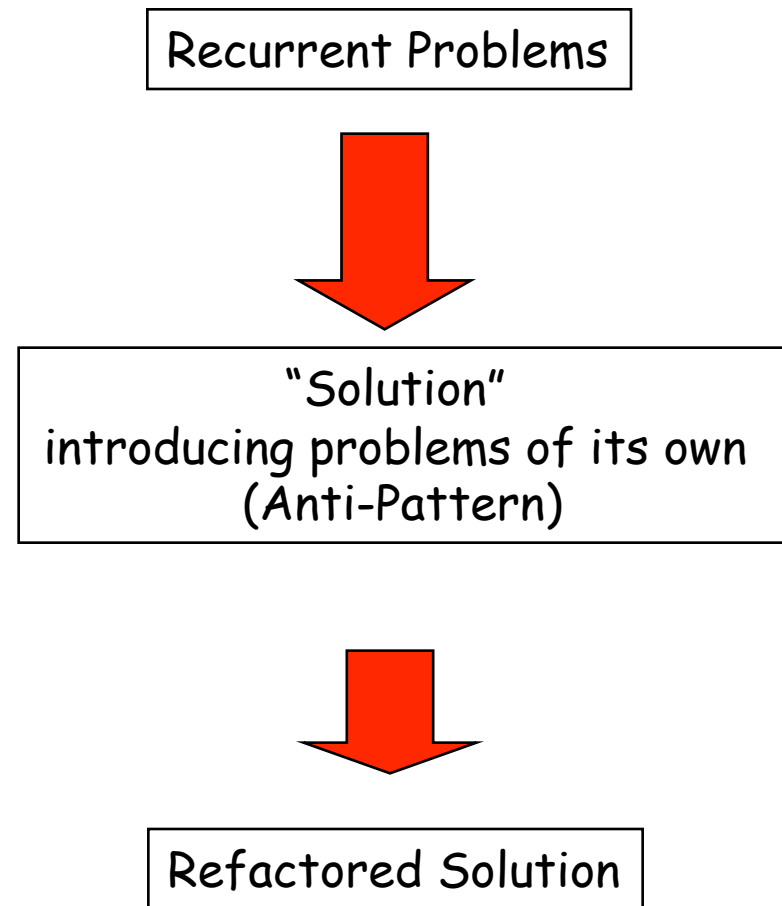 Recurrent Problems
“Solution”
introducing problems of its own
(Anti-Pattern)
Refactored Solution